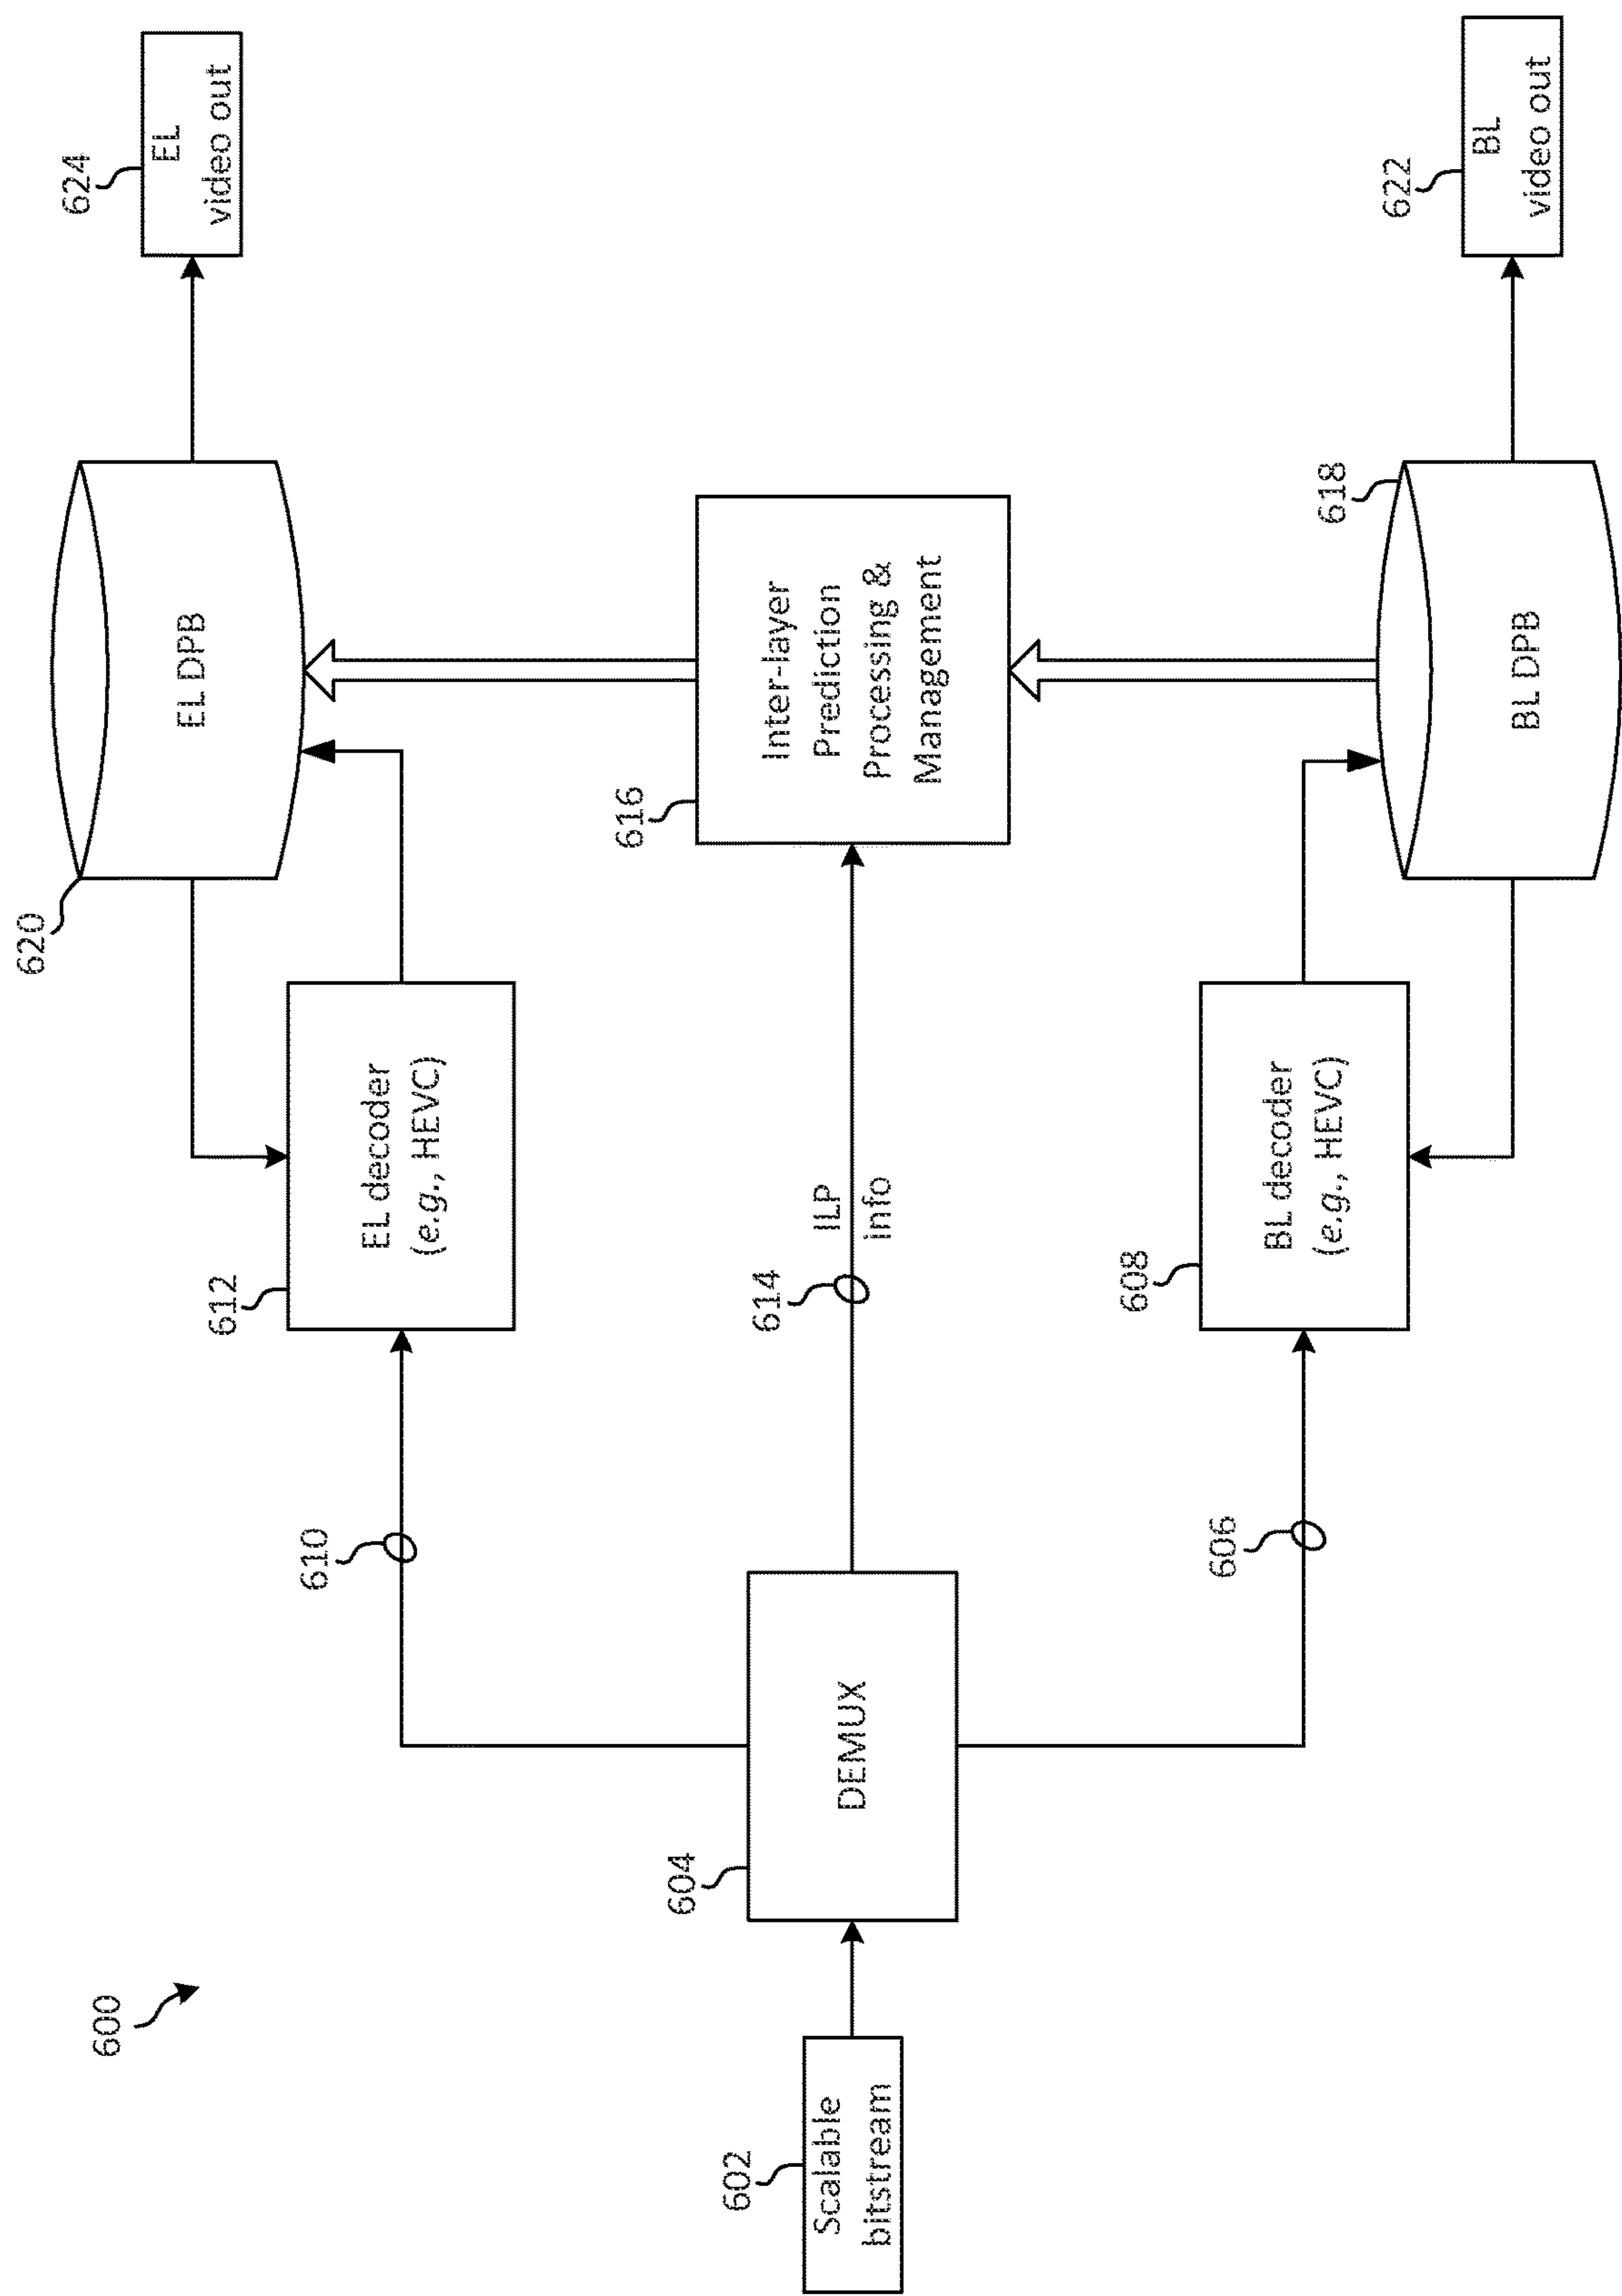 600
602
Scalable
bitstream
604
DEMUX
610
606
612
EL decoder
(e.g., HEVC)
614
ILP
info
608
BL decoder
(e.g., HEVC)
620
EL DPB
616
Inter-layer
Prediction
Processing &
Management
618
BL DPB
624
EL
video out
622
BL
video out